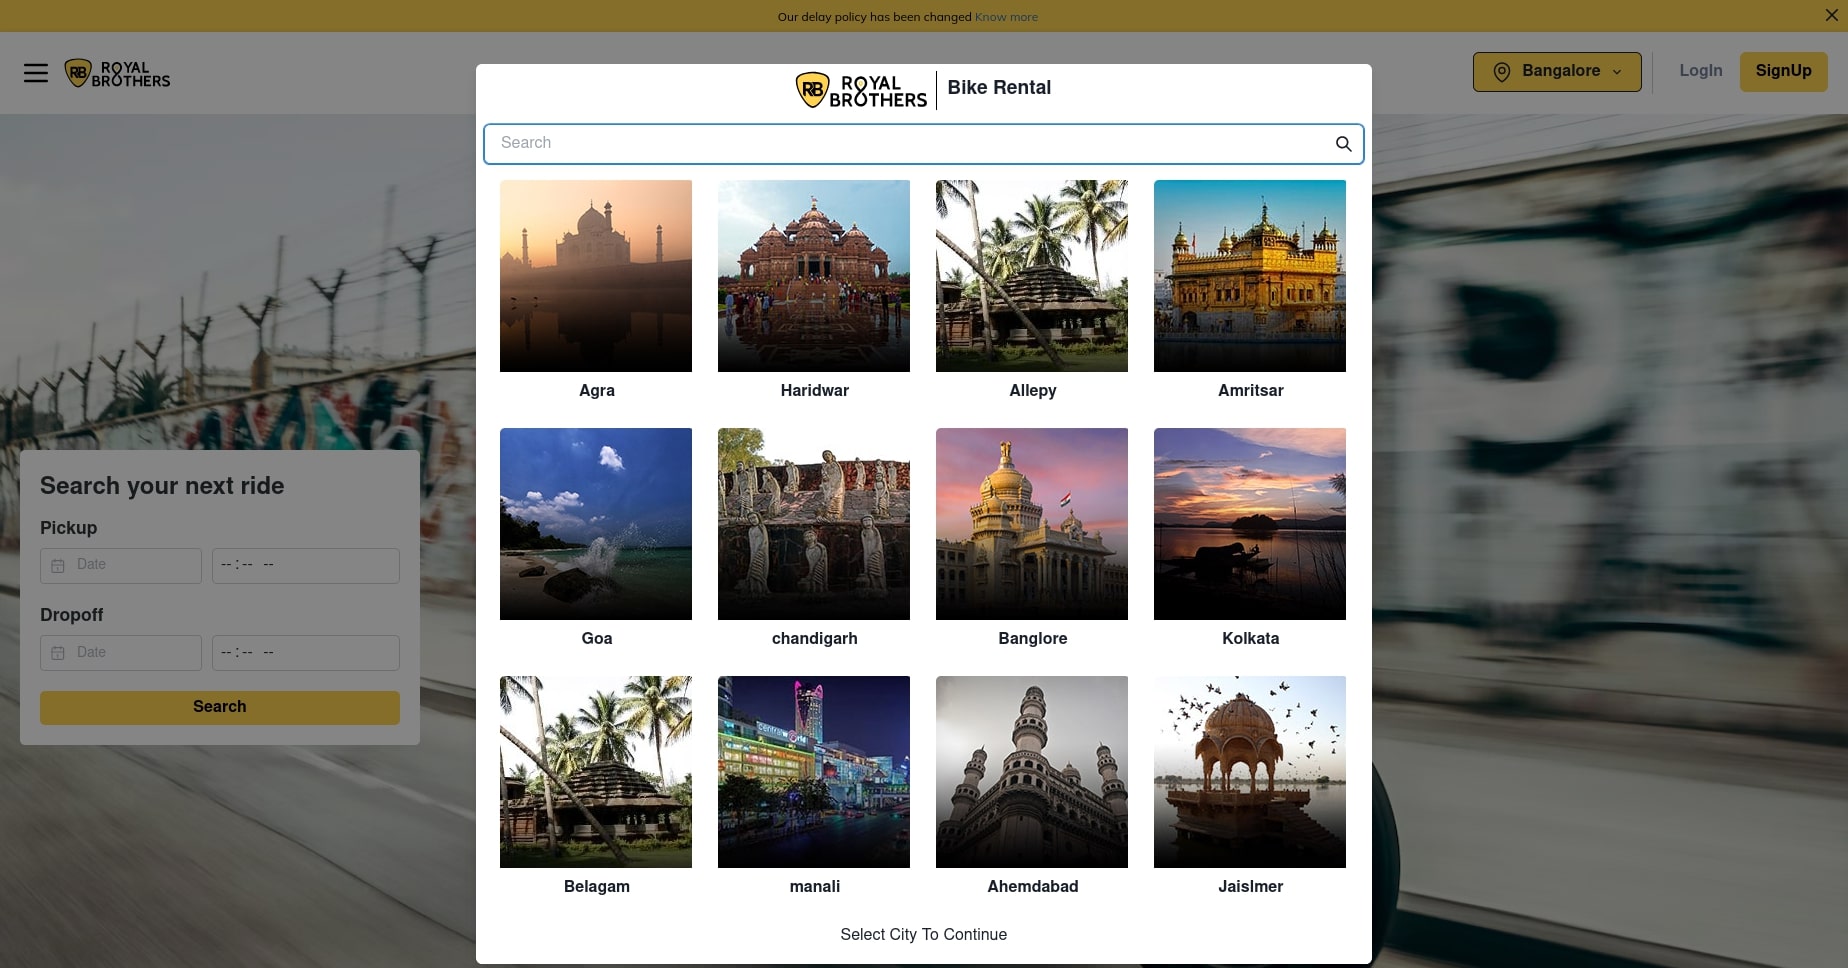 Our delay policy has been changed Know more
RB ROYAL BROTHERS
Bangalore
LogIn
SignUp
RB ROYAL BROTHERS
Bike Rental
Search
Agra
Haridwar
Allepy
Amritsar
Goa
chandigarh
Banglore
Kolkata
centralw rld
Belagam
manali
Ahemdabad
Jaislmer
Select City To Continue
Search your next ride
Pickup
Date
-- : -- --
Dropoff
Date
-- : -- --
Search